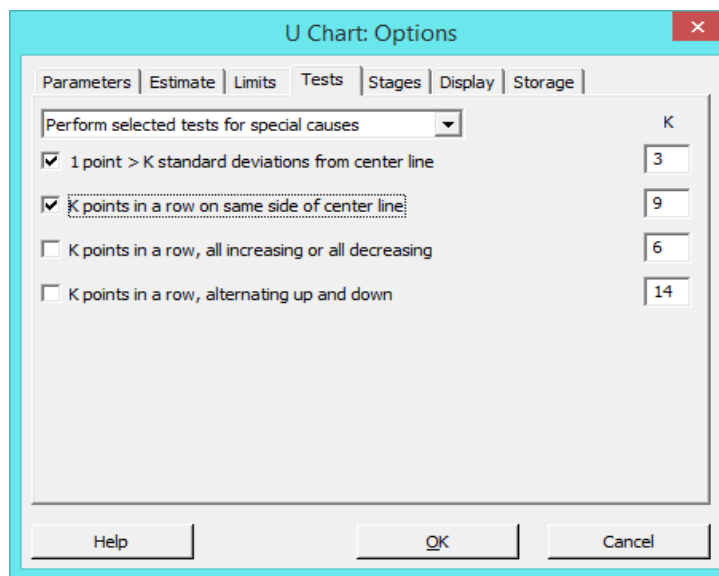 U Chart: Options
Parameters Estimate Limits Tests Stages Display Storage
Perform selected tests for special causes K
1 point > K standard deviations from center line 3
K points in a row on same side of center line 9
K points in a row, all increasing or all decreasing 6
K points in a row, alternating up and down 14
Help OK Cancel